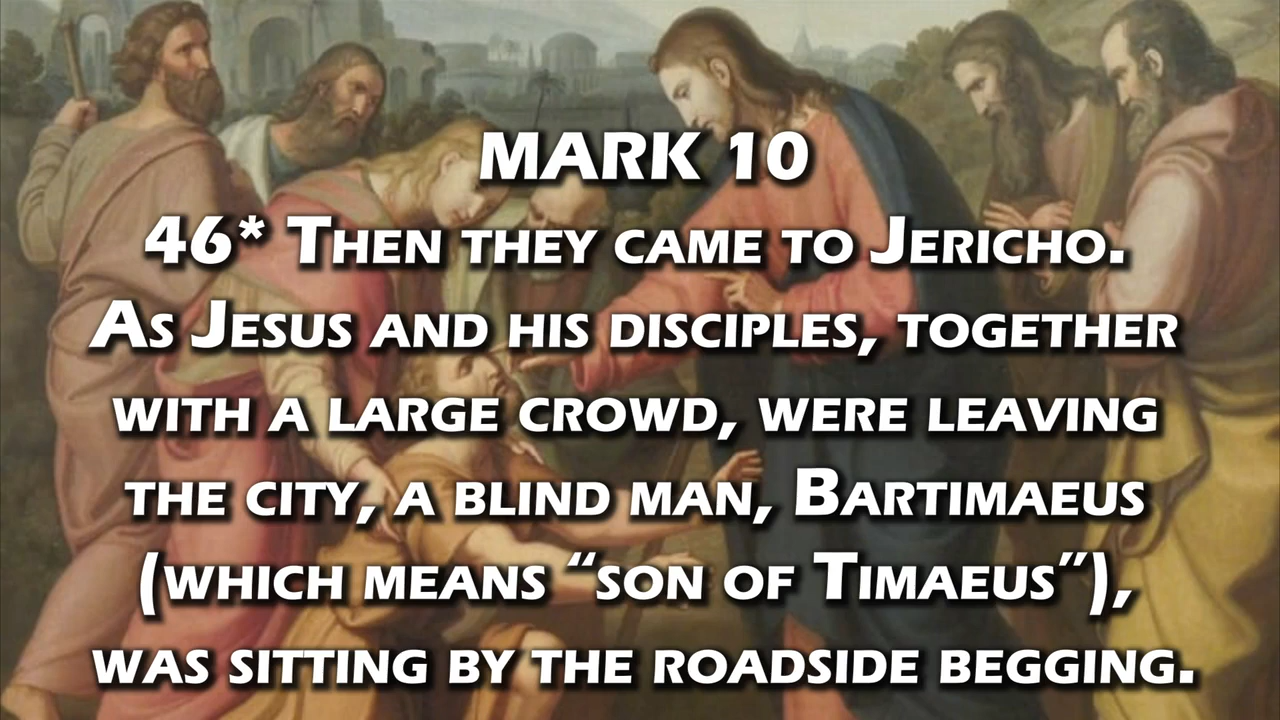 MARK 10
46* Then they came to Jericho.
As Jesus and his disciples, together
with a large crowd, were leaving
the city, a blind man, Bartimaeus
(which means “son of Timaeus”),
was sitting by the roadside begging.